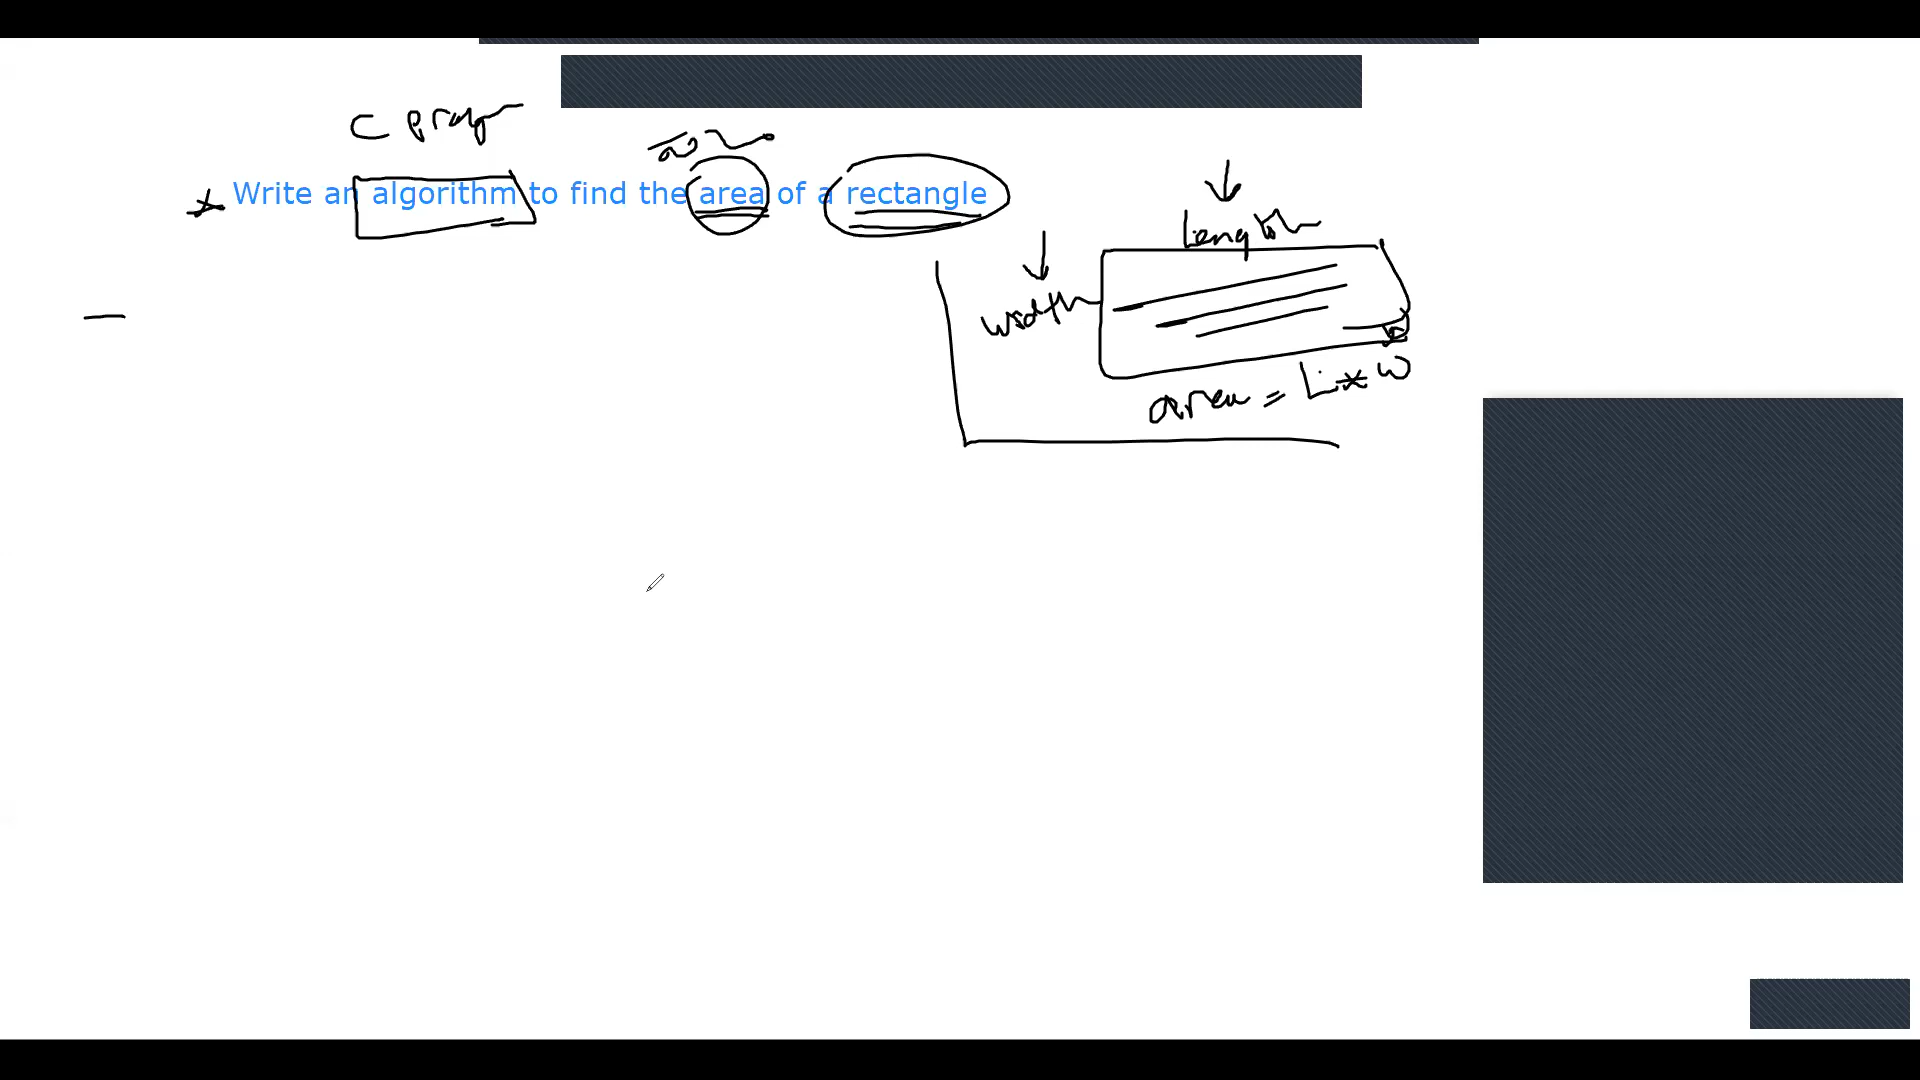 C prog
Write an algorithm to find the area of a rectangle
Length
width
area = L * W